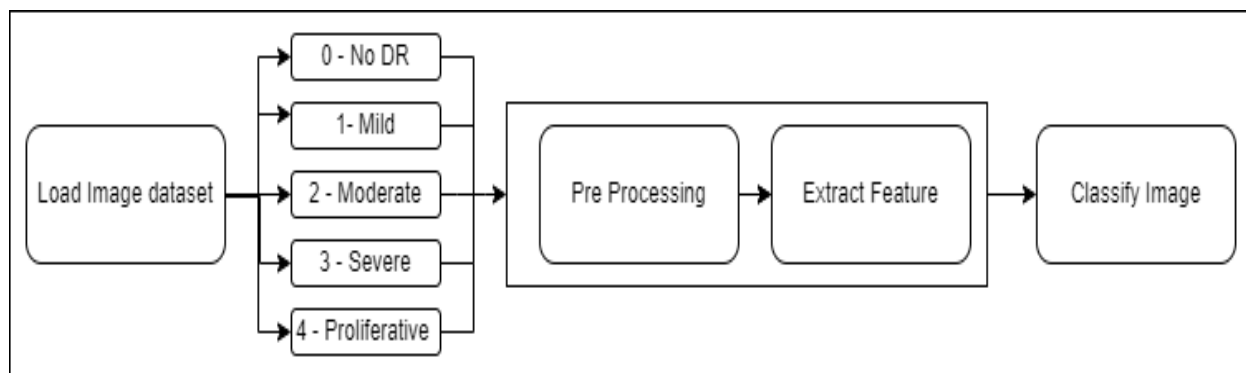 Load Image dataset
0 - No DR
1- Mild
2 - Moderate
3 - Severe
4 - Proliferative
Pre Processing
Extract Feature
Classify Image